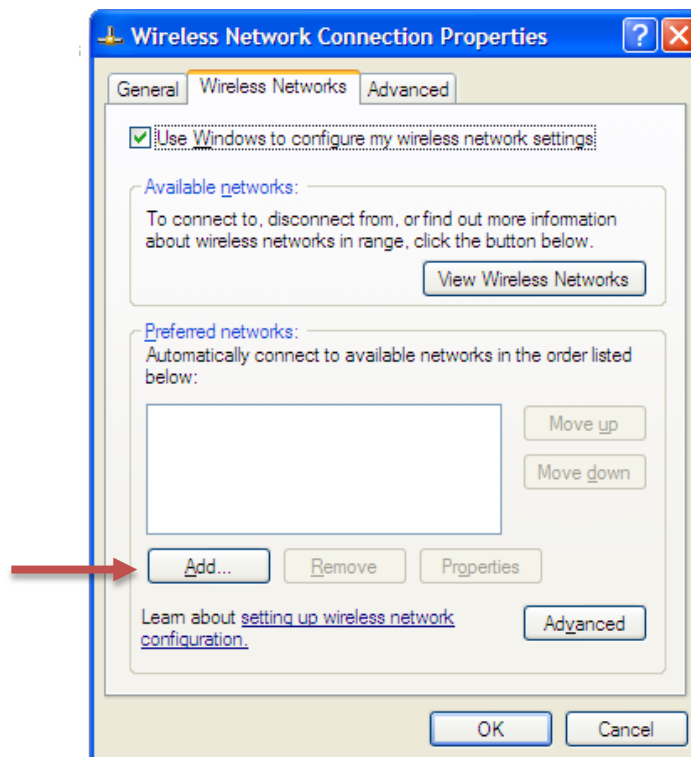 Wireless Network Connection Properties
General Wireless Networks Advanced
Use Windows to configure my wireless network settings
Available networks:
To connect to, disconnect from, or find out more information
about wireless networks in range, click the button below.
View Wireless Networks
Preferred networks:
Automatically connect to available networks in the order listed
below:
Move up
Move down
Add... Remove Properties
Learn about setting up wireless network
configuration.
Advanced
OK Cancel